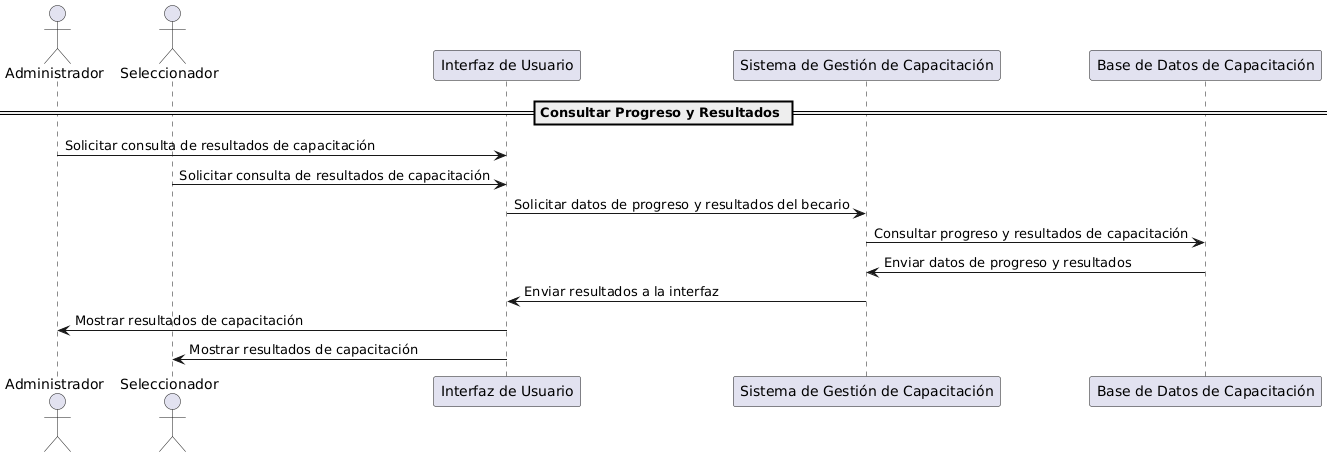 Administrador
Seleccionador
Interfaz de Usuario
Sistema de Gestión de Capacitación
Base de Datos de Capacitación
Consultar Progreso y Resultados
Solicitar consulta de resultados de capacitación
Solicitar consulta de resultados de capacitación
Solicitar datos de progreso y resultados del becario
Consultar progreso y resultados de capacitación
Enviar datos de progreso y resultados
Enviar resultados a la interfaz
Mostrar resultados de capacitación
Mostrar resultados de capacitación
Administrador
Seleccionador
Interfaz de Usuario
Sistema de Gestión de Capacitación
Base de Datos de Capacitación